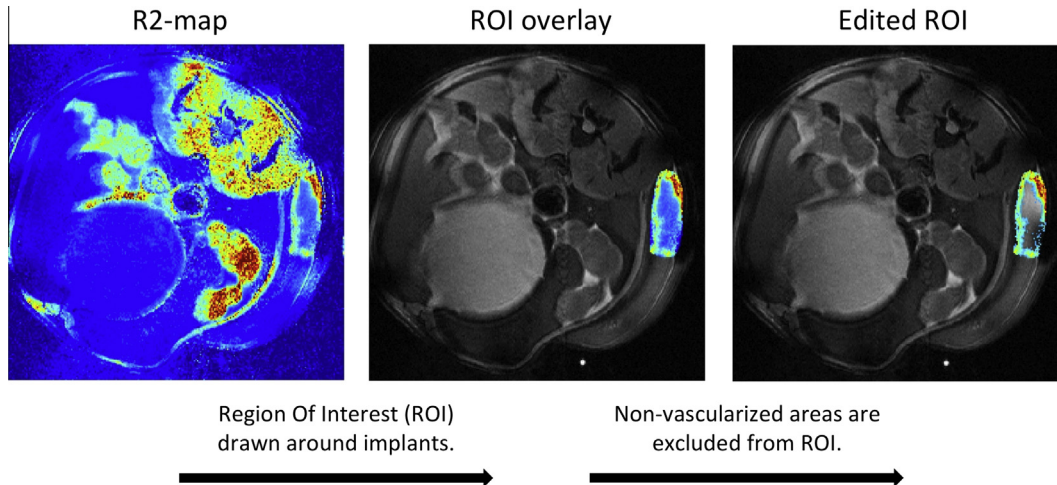 R2-map
ROI overlay
Edited ROI
Region Of Interest (ROI)
drawn around implants.
Non-vascularized areas are
excluded from ROI.